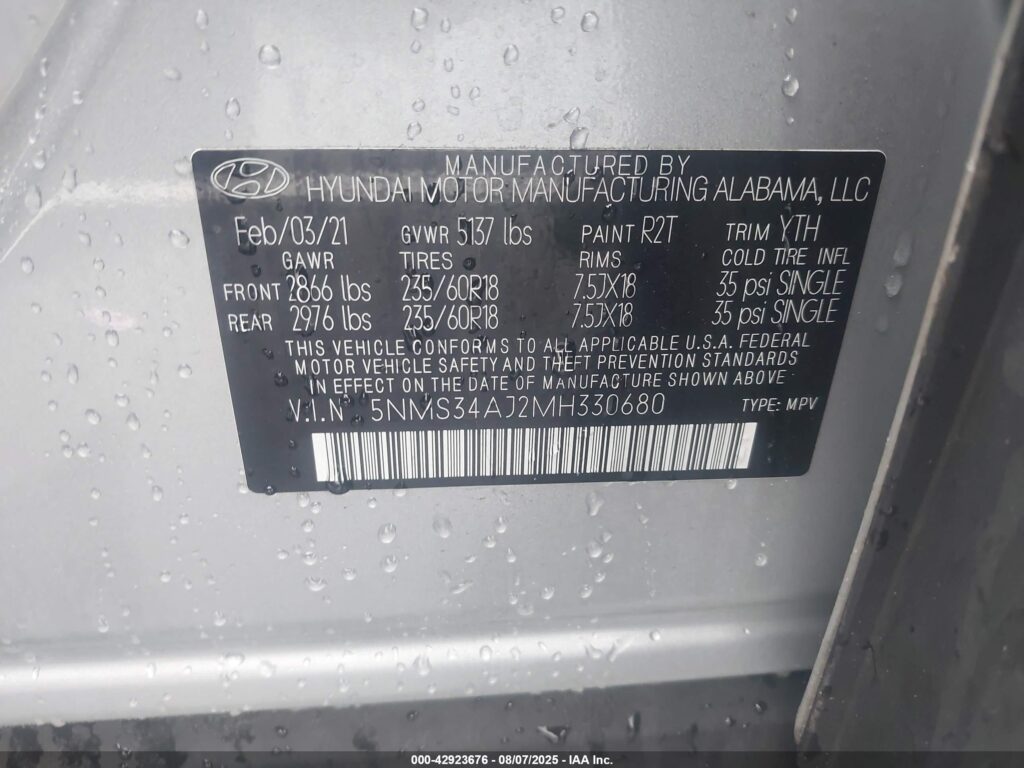 MANUFACTURED BY
HYUNDAI MOTOR MANUFACTURING ALABAMA, LLC
Feb/03/21 GVWR 5137 lbs PAINT R2T TRIM YTH
GAWR TIRES RIMS COLD TIRE INFL
FRONT 2866 lbs 235/60R18 7.5JX18 35 psi SINGLE
REAR 2976 lbs 235/60R18 7.5JX18 35 psi SINGLE
THIS VEHICLE CONFORMS TO ALL APPLICABLE U.S.A. FEDERAL
MOTOR VEHICLE SAFETY AND THEFT PREVENTION STANDARDS
IN EFFECT ON THE DATE OF MANUFACTURE SHOWN ABOVE
V.I.N 5NMS34AJ2MH330680 TYPE: MPV
000-42923676 - 08/07/2025 - IAA Inc.